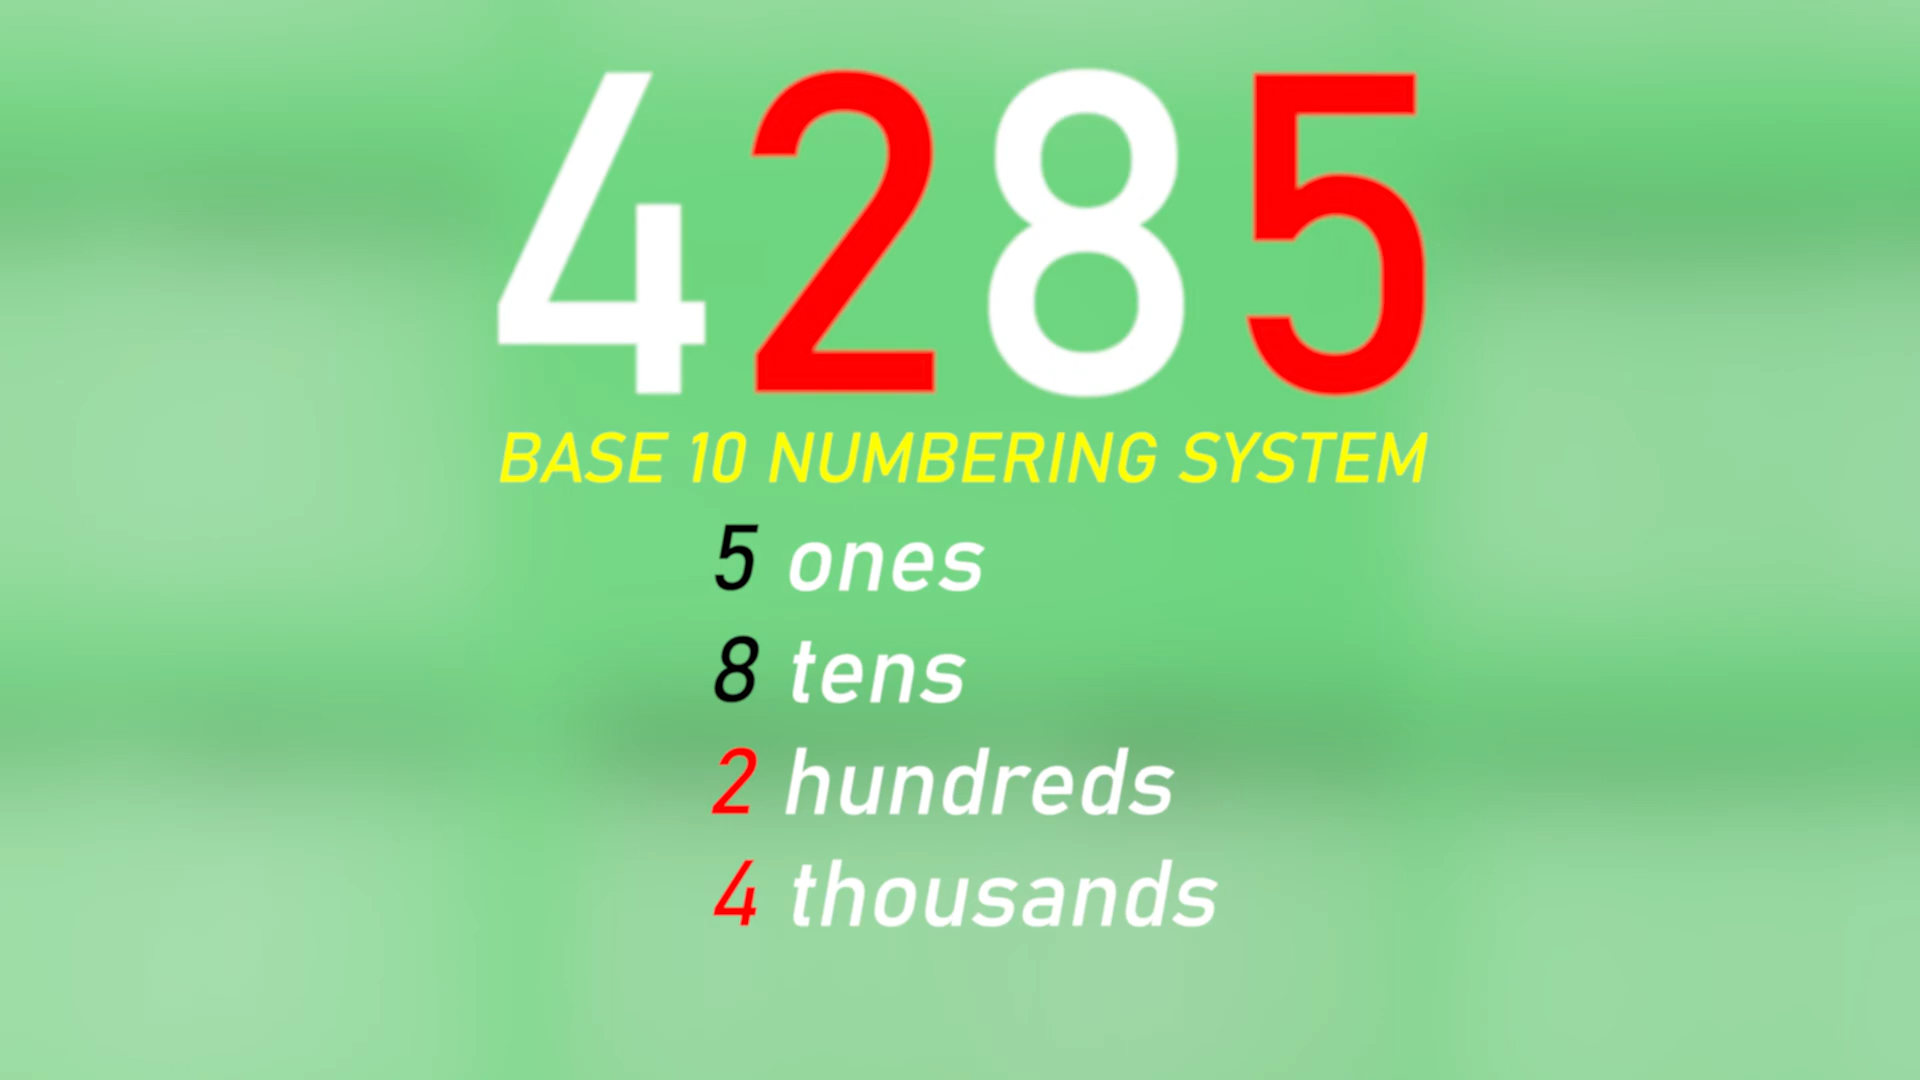 4285
BASE 10 NUMBERING SYSTEM
5 ones
8 tens
2 hundreds
4 thousands